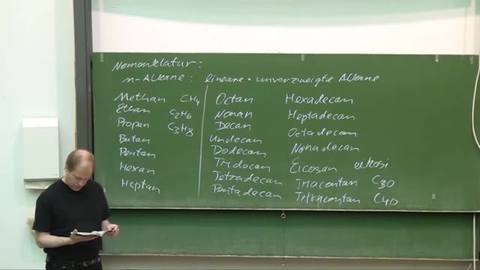 Nomenklatur:
n-Alkane: lineare + unverzweigte Alkane
Methan CH4
Ethan C2H6
Propan C3H8
Butan
Pentan
Hexan
Heptan
Octan
Nonan
Decan
Undecan
Dodecan
Tridecan
Tetradecan
Pentadecan
Hexadecan
Heptadecan
Octadecan
Nonadecan
Eicosan
Triacontan C30
Tetracontan C40